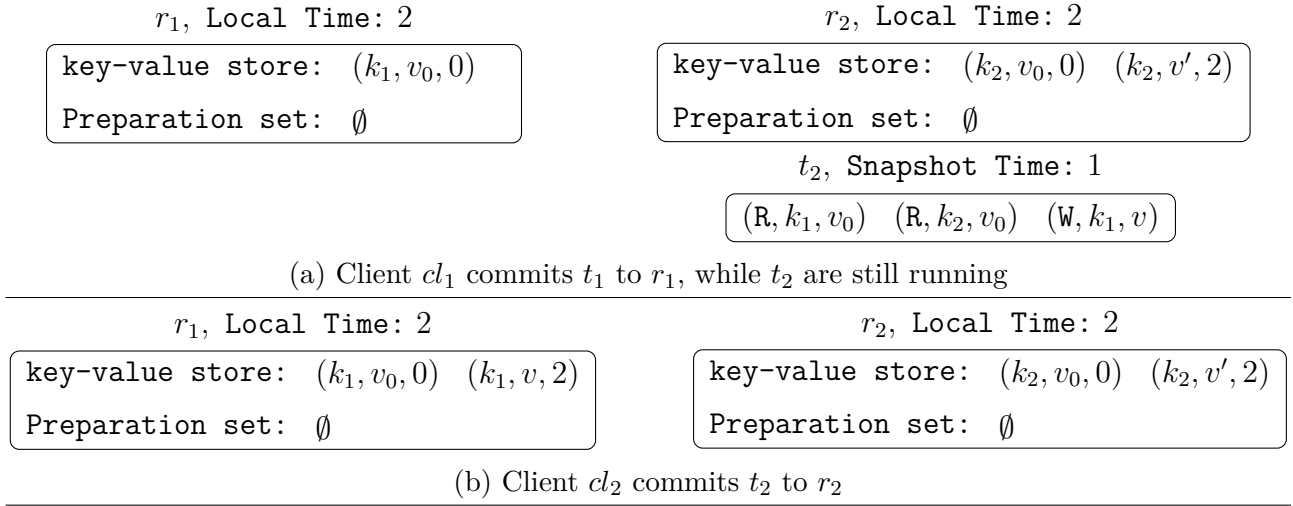 r₁, Local Time: 2
key-value store: (k₁, v₀, 0)
Preparation set: ∅
r₂, Local Time: 2
key-value store: (k₂, v₀, 0) (k₂, v′, 2)
Preparation set: ∅
t₂, Snapshot Time: 1
(R, k₁, v₀) (R, k₂, v₀) (W, k₁, v)
(a) Client cl₁ commits t₁ to r₁, while t₂ are still running
r₁, Local Time: 2
key-value store: (k₁, v₀, 0) (k₁, v, 2)
Preparation set: ∅
r₂, Local Time: 2
key-value store: (k₂, v₀, 0) (k₂, v′, 2)
Preparation set: ∅
(b) Client cl₂ commits t₂ to r₂